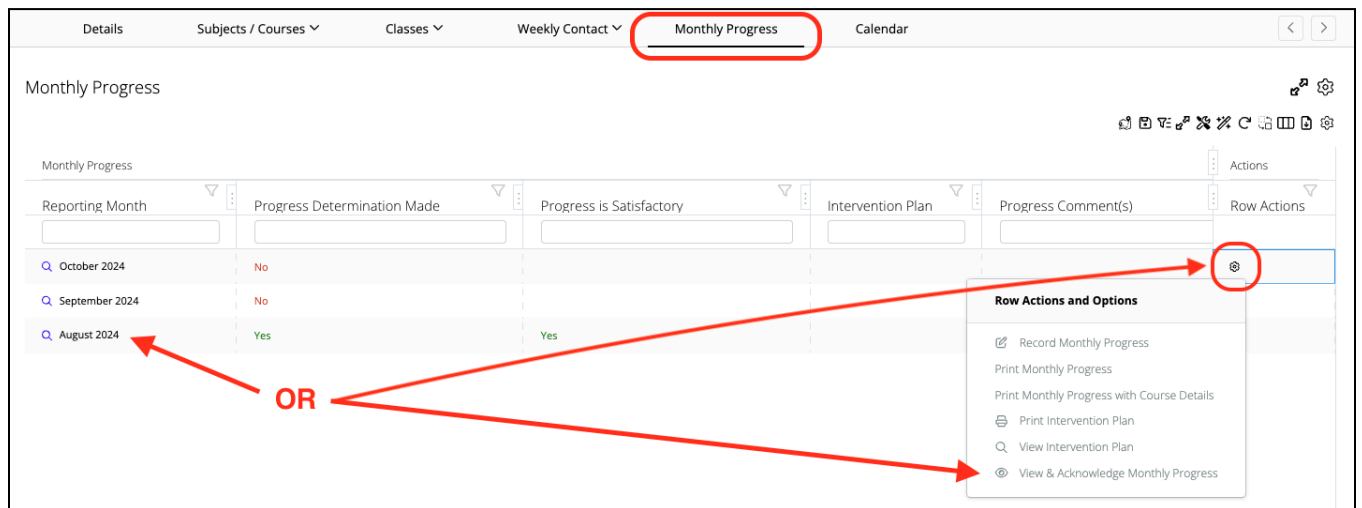 Details Subjects / Courses Classes Weekly Contact Monthly Progress Calendar
Monthly Progress
Monthly Progress Actions
Reporting Month Progress Determination Made Progress is Satisfactory Intervention Plan Progress Comment(s) Row Actions
October 2024 No
September 2024 No
August 2024 Yes Yes
OR
Row Actions and Options
Record Monthly Progress
Print Monthly Progress
Print Monthly Progress with Course Details
Print Intervention Plan
View Intervention Plan
View & Acknowledge Monthly Progress